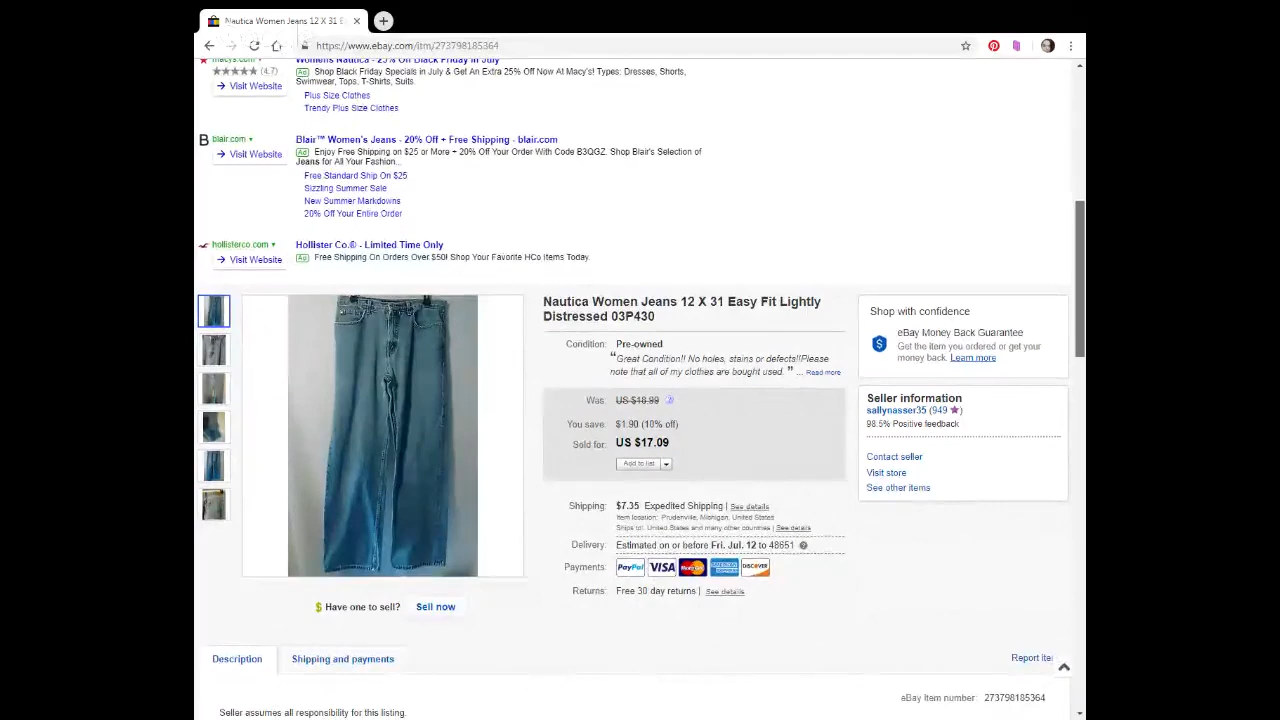 Nautica Women Jeans 12 X 31 E
https://www.ebay.com/itm/273798185364
macys.com
Womens Nautica - 25% Off Black Friday in July
(4.7)
Ad Shop Black Friday Specials in July & Get An Extra 25% Off Now At Macy's! Types: Dresses, Shorts,
Swimwear, Tops, T-Shirts, Suits.
Visit Website
Plus Size Clothes
Trendy Plus Size Clothes
B blair.com
Blair™ Women's Jeans - 20% Off + Free Shipping - blair.com
Visit Website
Ad Enjoy Free Shipping on $25 or More + 20% Off Your Order With Code B3QGZ. Shop Blair's Selection of
Jeans for All Your Fashion...
Free Standard Ship On $25
Sizzling Summer Sale
New Summer Markdowns
20% Off Your Entire Order
hollisterco.com
Hollister Co.® - Limited Time Only
Visit Website
Ad Free Shipping On Orders Over $50! Shop Your Favorite HCo Items Today.
Nautica Women Jeans 12 X 31 Easy Fit Lightly
Distressed 03P430
Condition: Pre-owned
"Great Condition!! No holes, stains or defects!!Please
note that all of my clothies are bought used. " ... Read more
Was: US $18.99
You save: $1.90 (10% off)
Sold for: US $17.09
Add to list
Shipping: $7.35 Expedited Shipping | See details
Item location: Prudenville, Michigan, United States
Ships to: United States and many other countries | See details
Delivery: Estimated on or before Fri. Jul. 12 to 48651
Payments: PayPal VISA MasterCard AMERICAN EXPRESS DISCOVER
Returns: Free 30 day returns | See details
Shop with confidence
eBay Money Back Guarantee
Get the item you ordered or get your
money back. Learn more
Seller information
sallynasser35 (949)
98.5% Positive feedback
Contact seller
Visit store
See other items
$ Have one to sell? Sell now
Description
Shipping and payments
Report ite
eBay Item number: 273798185364
Seller assumes all responsibility for this listing.